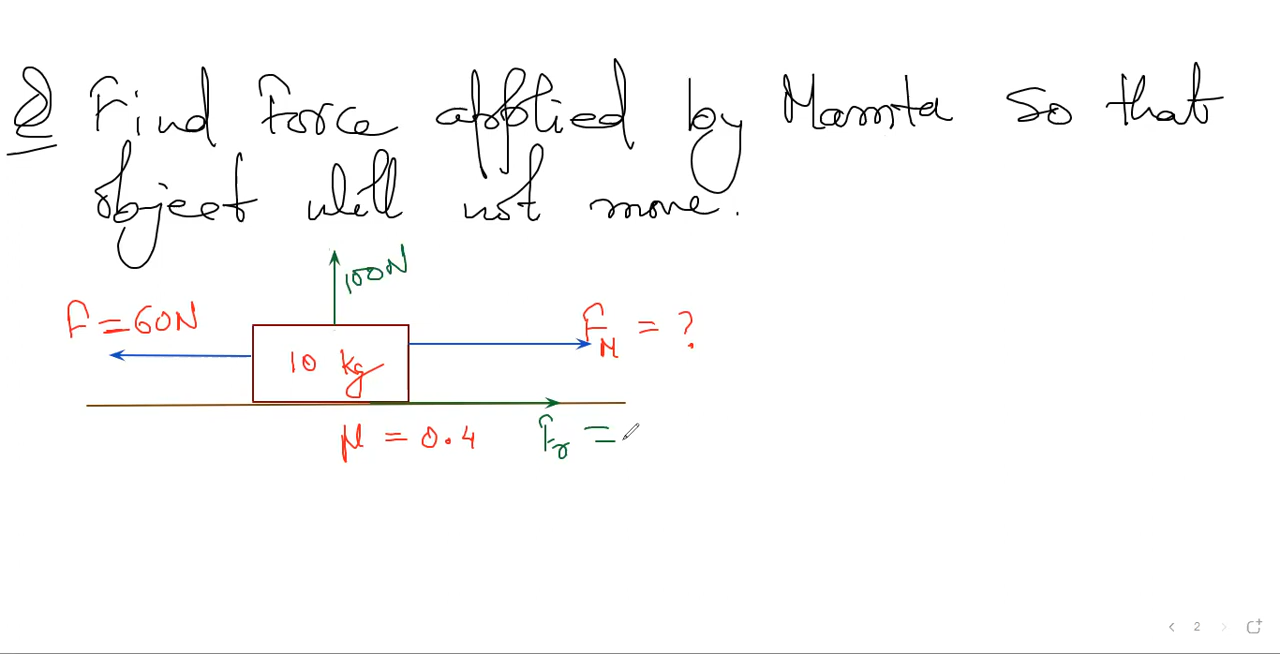 Q Find Force applied by Mamta so that
object will not move.
100N
F = 60N
F_M = ?
10 kg
μ = 0.4
F_r =
2